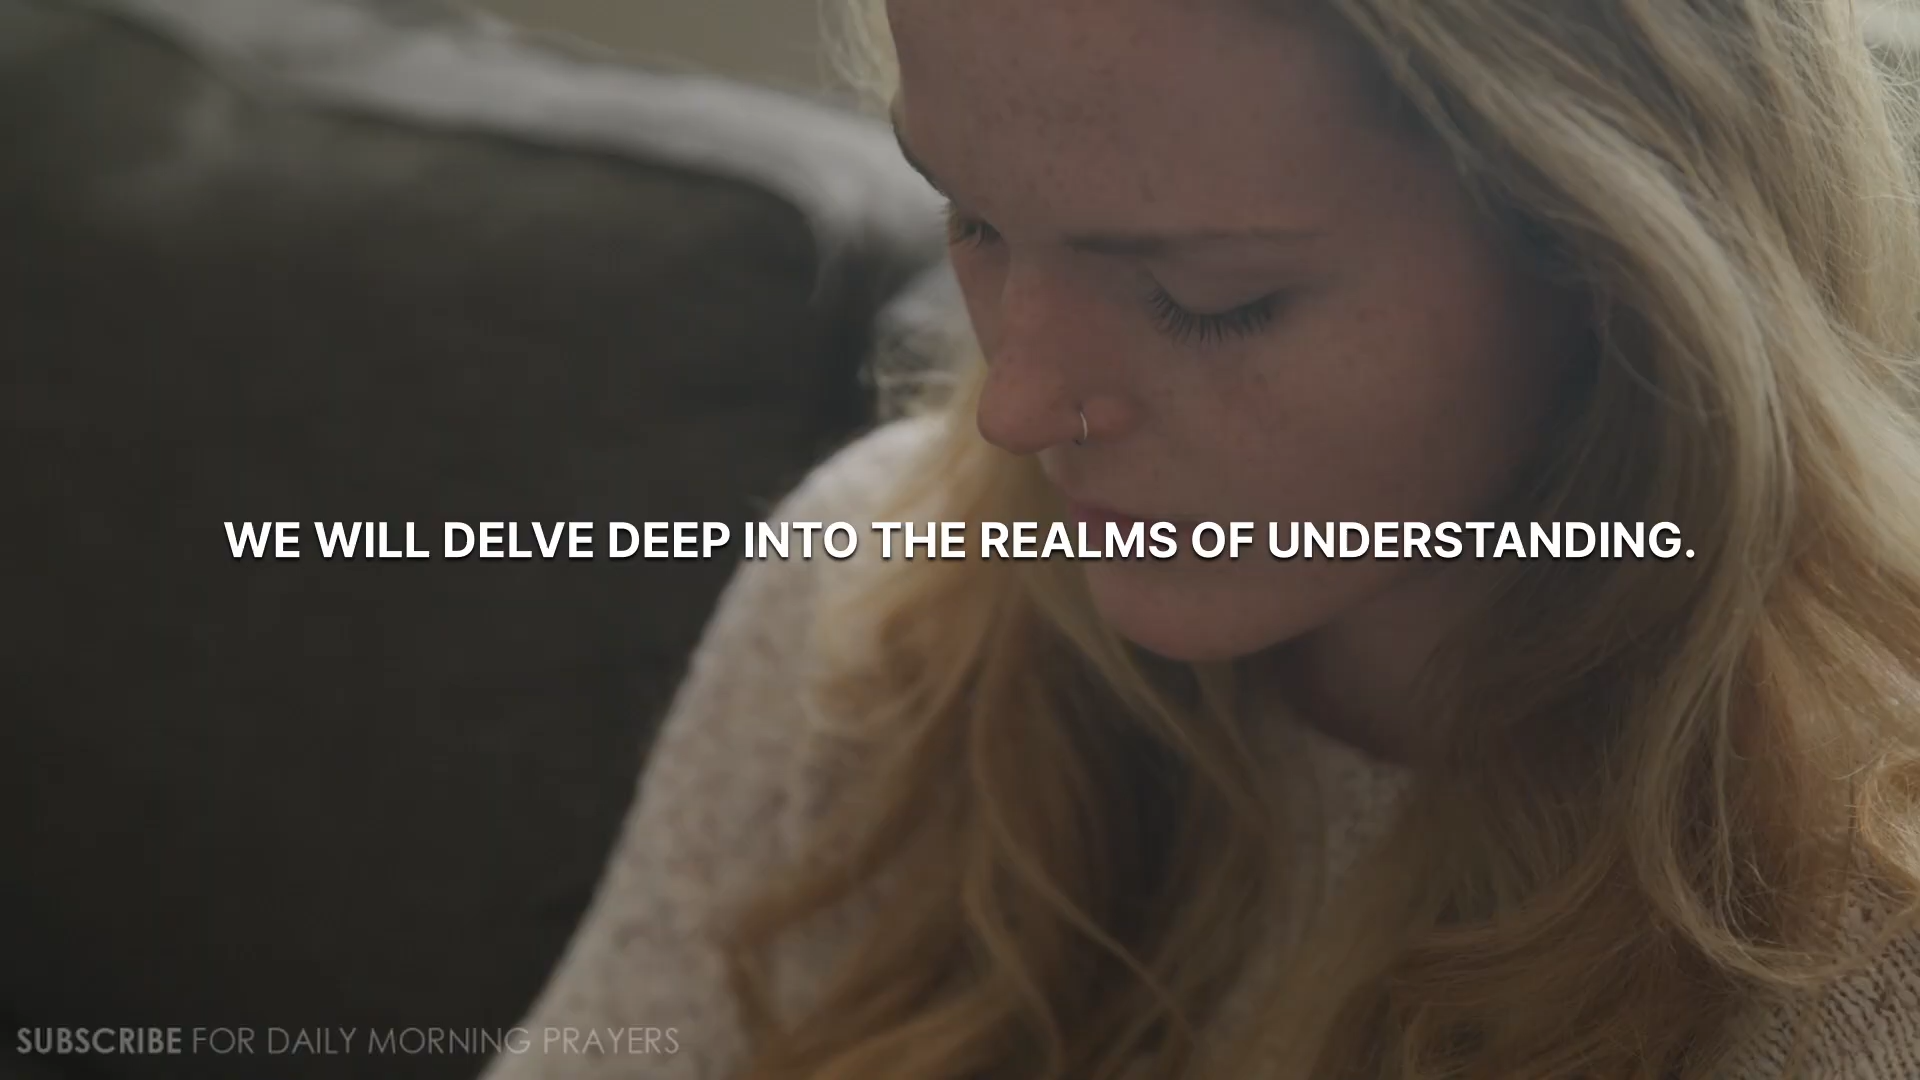 WE WILL DELVE DEEP INTO THE REALMS OF UNDERSTANDING.
SUBSCRIBE FOR DAILY MORNING PRAYERS